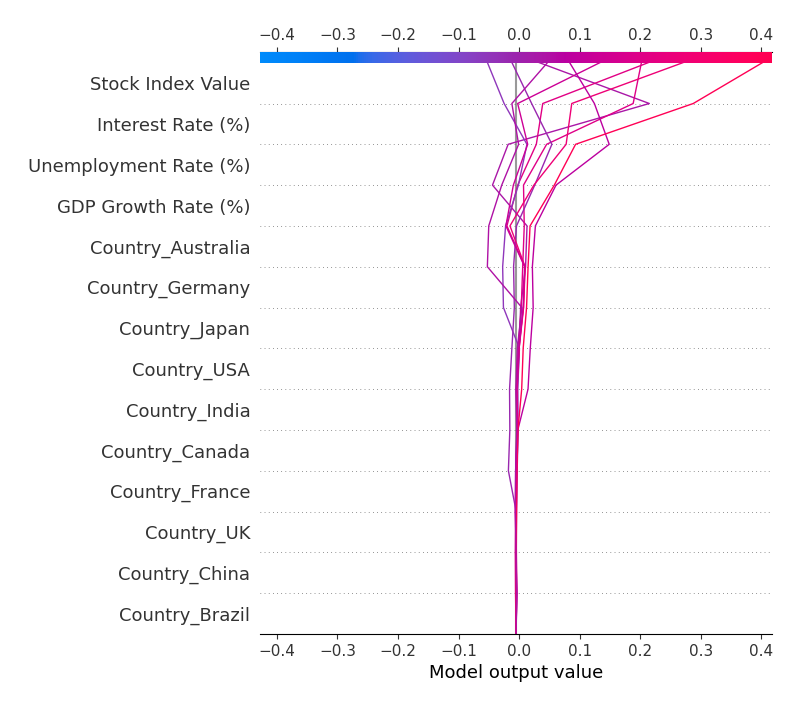 −0.4 −0.3 −0.2 −0.1 0.0 0.1 0.2 0.3 0.4
Stock Index Value
Interest Rate (%)
Unemployment Rate (%)
GDP Growth Rate (%)
Country_Australia
Country_Germany
Country_Japan
Country_USA
Country_India
Country_Canada
Country_France
Country_UK
Country_China
Country_Brazil
−0.4 −0.3 −0.2 −0.1 0.0 0.1 0.2 0.3 0.4
Model output value